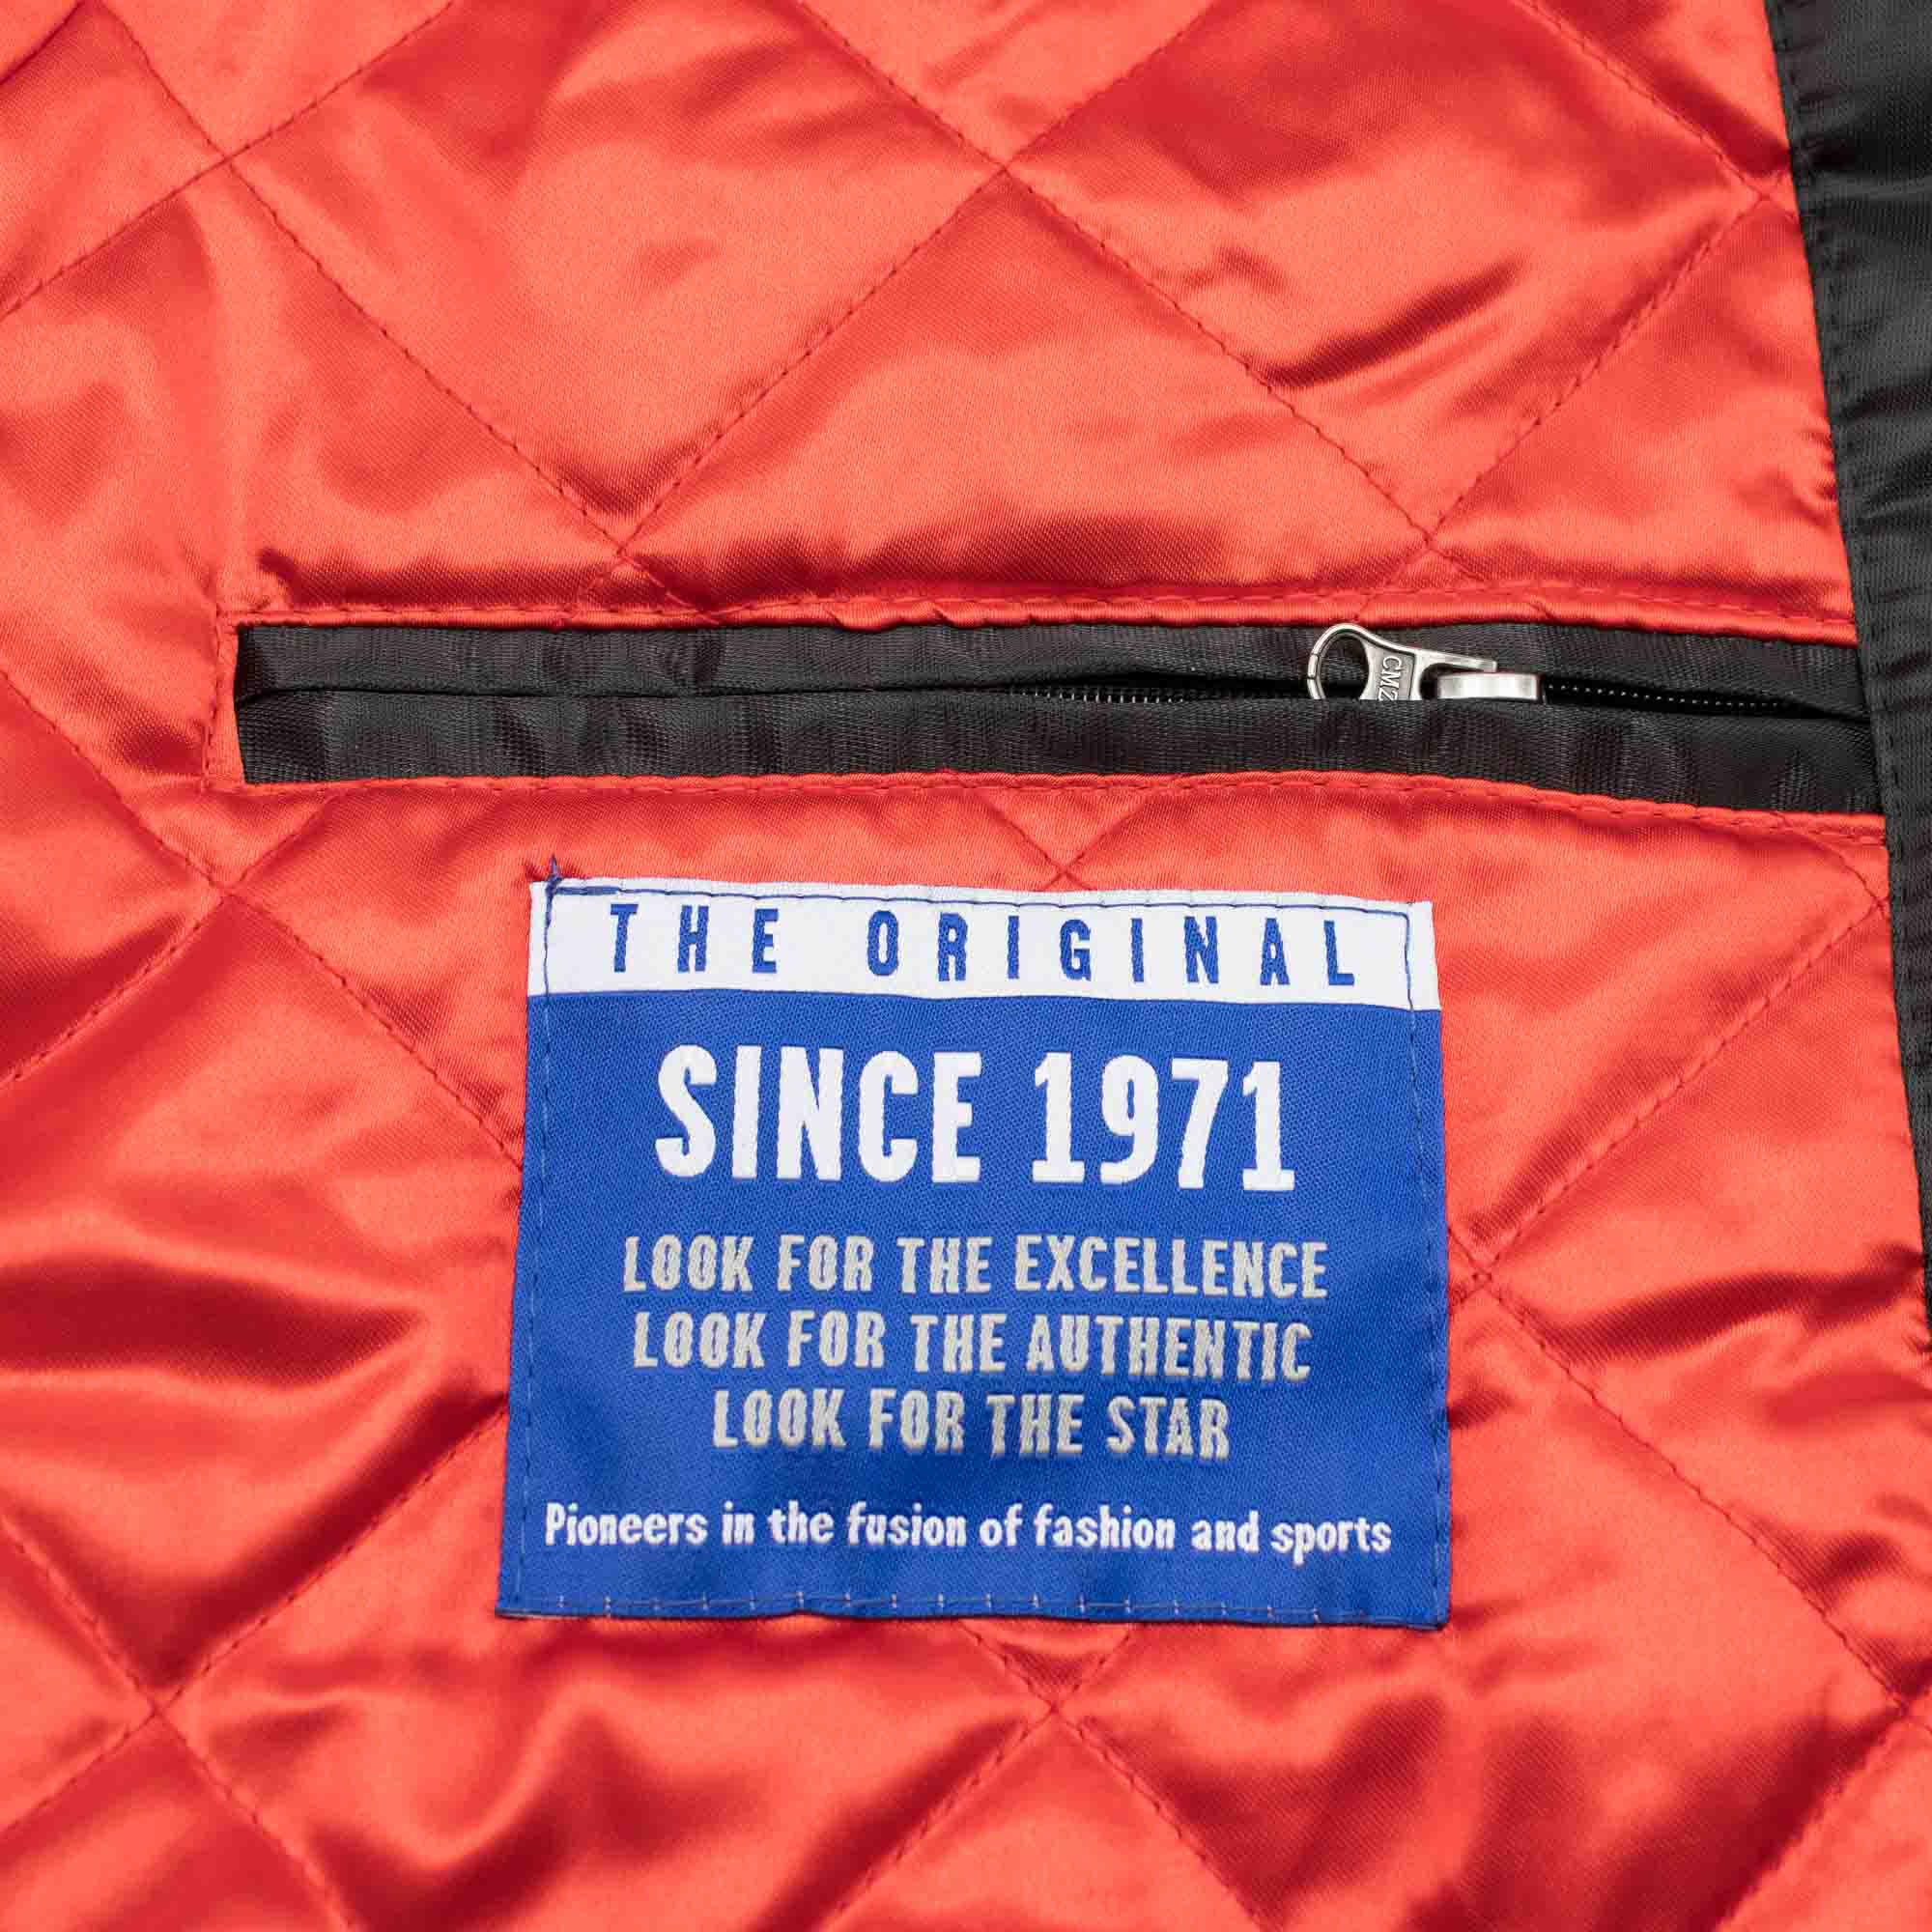 CMZ
THE ORIGINAL
SINCE 1971
LOOK FOR THE EXCELLENCE
LOOK FOR THE AUTHENTIC
LOOK FOR THE STAR
Pioneers in the fusion of fashion and sports